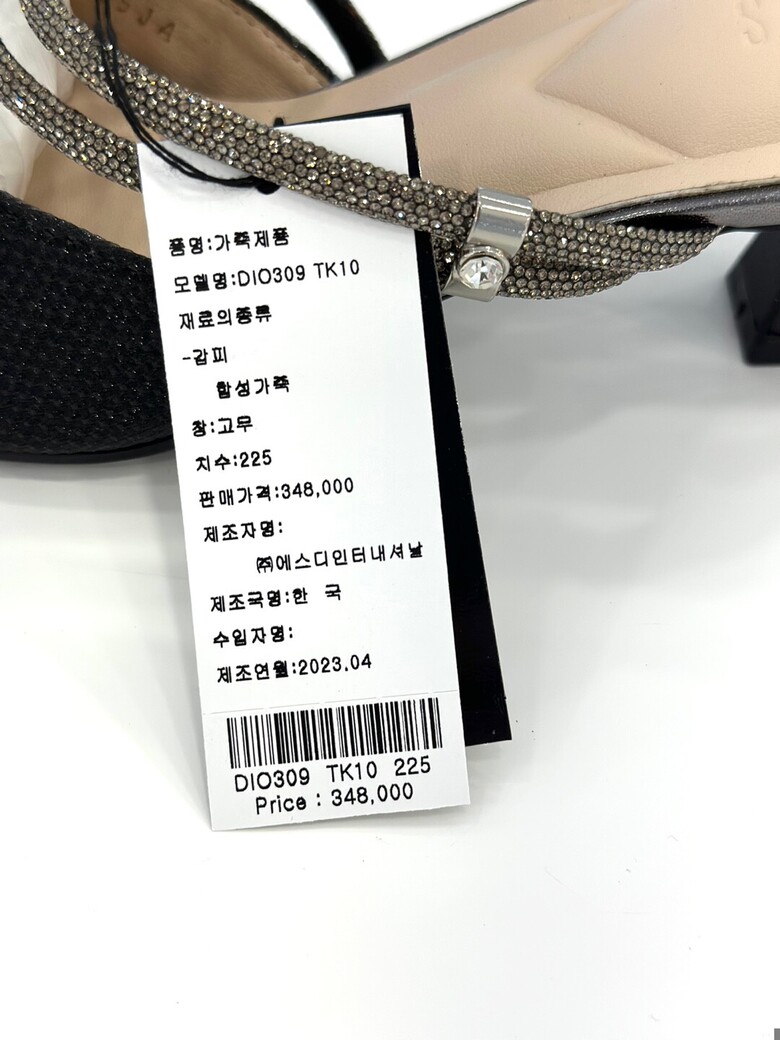 SJA
S
품명:가죽제품
모델명:DIO309 TK10
재료의종류
-갑피
합성가죽
창:고무
치수:225
판매가격:348,000
제조자명:
㈜에스디인터내셔날
제조국명:한 국
수입자명:
제조연월:2023.04
DIO309 TK10 225
Price : 348,000